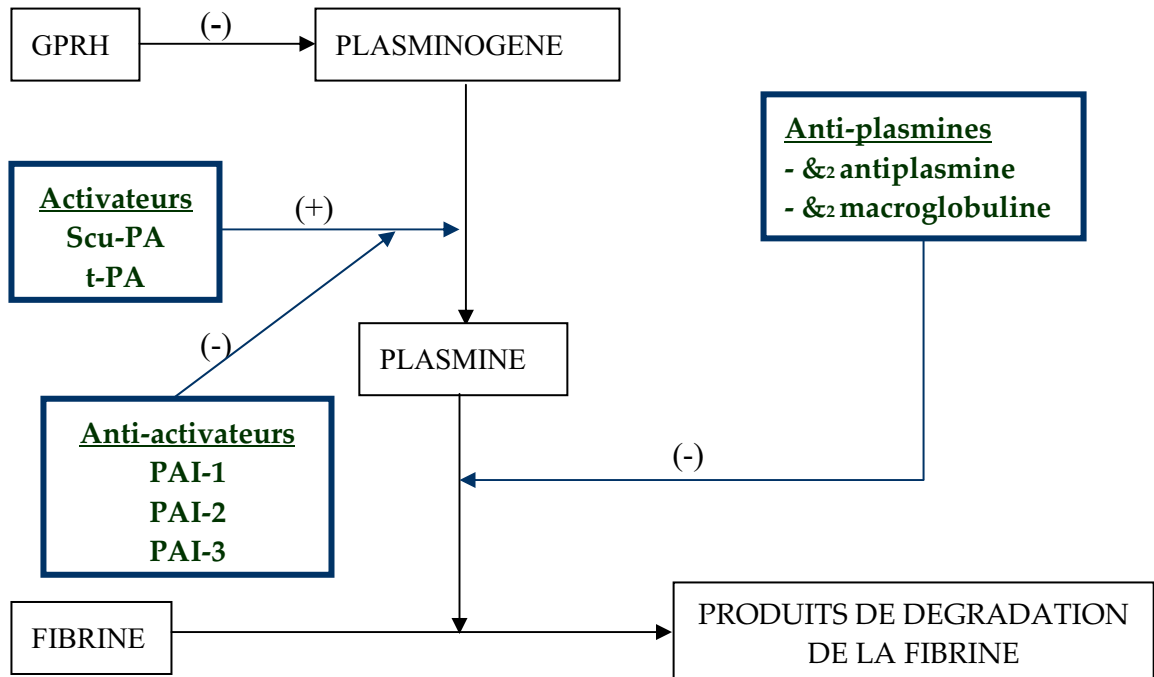 GPRH
(-)
PLASMINOGENE
Anti-plasmines
- &₂ antiplasmine
- &₂ macroglobuline
Activateurs
Scu-PA
t-PA
(+)
(-)
PLASMINE
Anti-activateurs
PAI-1
PAI-2
PAI-3
(-)
FIBRINE
PRODUITS DE DEGRADATION
DE LA FIBRINE